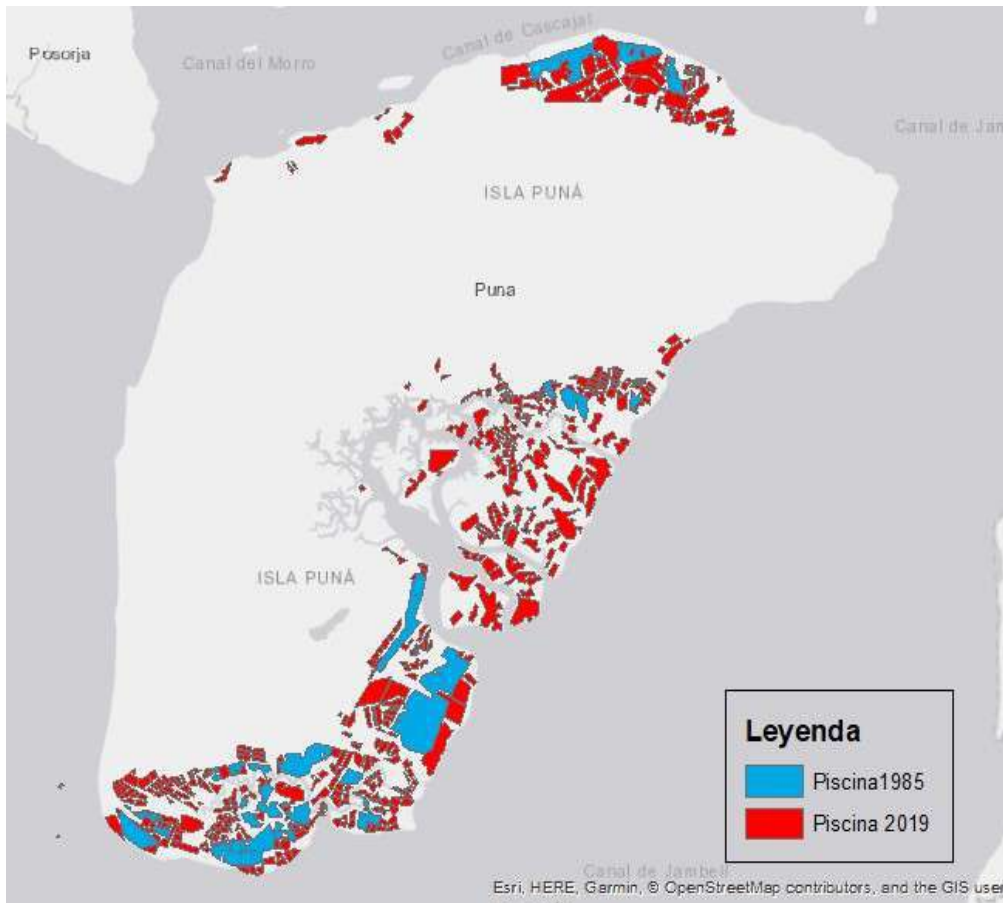 Posorja
Canal del Morro
Canal de Cascajal
Canal de Jam
ISLA PUNÁ
Puna
ISLA PUNÁ
Leyenda
Piscina1985
Piscina 2019
Canal de Jambelí
Esri, HERE, Garmin, © OpenStreetMap contributors, and the GIS user